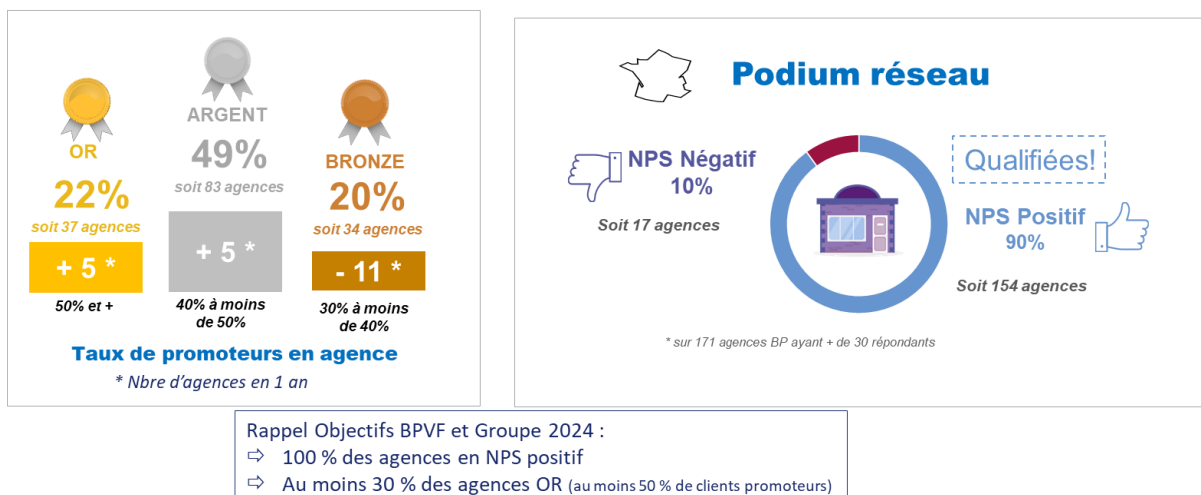 OR
22%
soit 37 agences
+ 5 *
50% et +
ARGENT
49%
soit 83 agences
+ 5 *
40% à moins
de 50%
BRONZE
20%
soit 34 agences
- 11 *
30% à moins
de 40%
Taux de promoteurs en agence
* Nbre d'agences en 1 an
Podium réseau
NPS Négatif
10%
Soit 17 agences
Qualifiées!
NPS Positif
90%
Soit 154 agences
* sur 171 agences BP ayant + de 30 répondants
Rappel Objectifs BPVF et Groupe 2024 :
⇨ 100 % des agences en NPS positif
⇨ Au moins 30 % des agences OR (au moins 50 % de clients promoteurs)